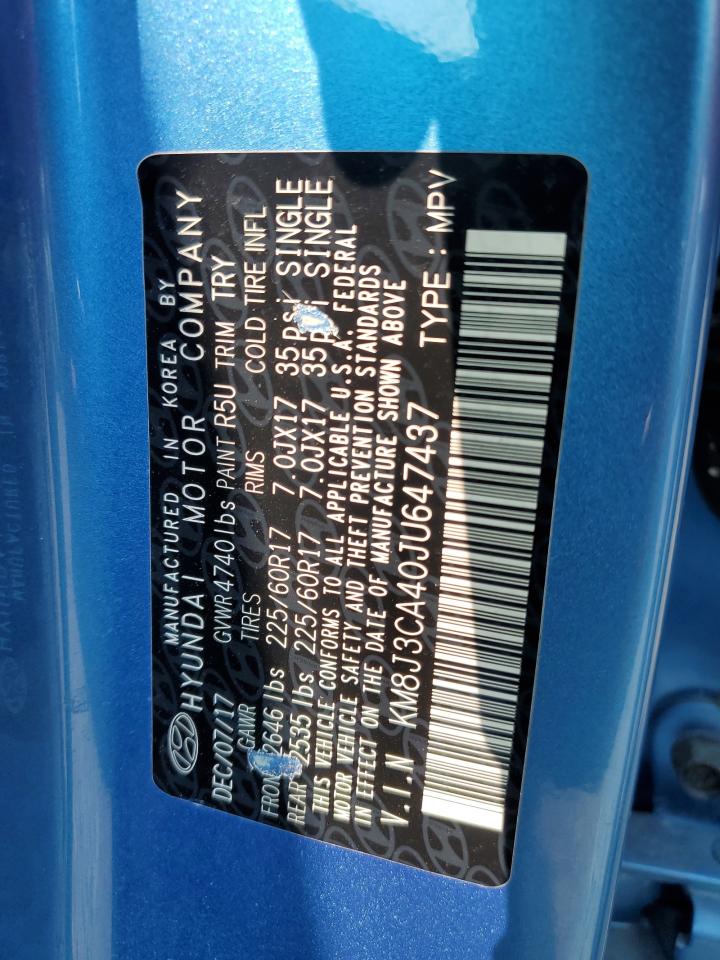 MANUFACTURED IN KOREA BY
HYUNDAI MOTOR COMPANY
DEC/07/17 GVWR 4740 lbs PAINT R5U TRIM TRY
GAWR TIRES RIMS COLD TIRE INFL
FRON 2646 lbs 225/60R17 7.0JX17 35 psi SINGLE
REAR 2535 lbs 225/60R17 7.0JX17 35 psi SINGLE
THIS VEHICLE CONFORMS TO ALL APPLICABLE U.S.A. FEDERAL
MOTOR VEHICLE SAFETY AND THEFT PREVENTION STANDARDS
IN EFFECT ON THE DATE OF MANUFACTURE SHOWN ABOVE
V.I.N KM8J3CA40JU647437 TYPE : MPV